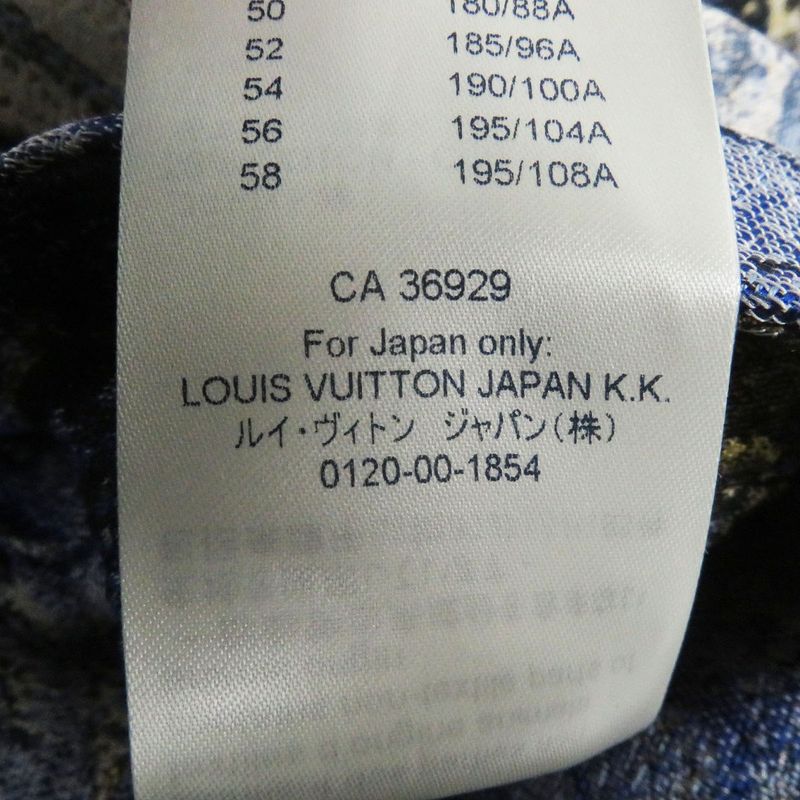 50 180/88A
52 185/96A
54 190/100A
56 195/104A
58 195/108A
CA 36929
For Japan only:
LOUIS VUITTON JAPAN K.K.
ルイ・ヴィトン ジャパン(株)
0120-00-1854